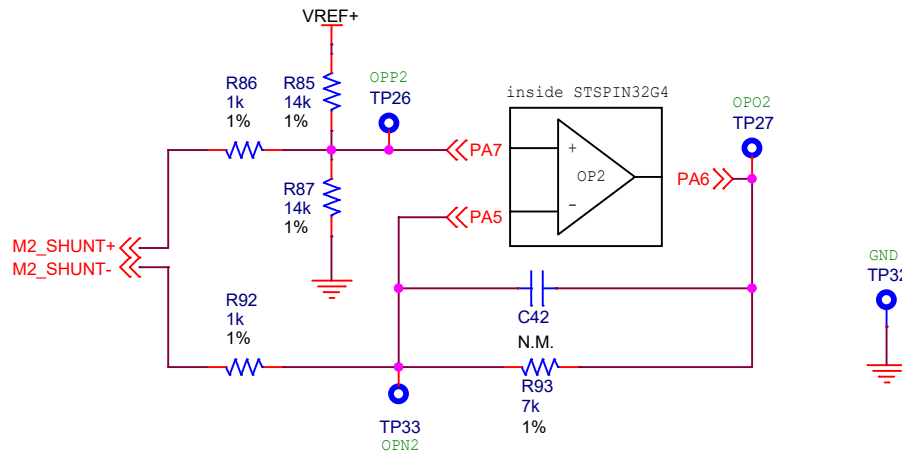 VREF+
R86
1k
1%
R85
14k
1%
OPP2
TP26
inside STSPIN32G4
OPO2
TP27
PA7
+
OP2
-
PA6
R87
14k
1%
PA5
M2_SHUNT+
M2_SHUNT-
GND
TP32
R92
1k
1%
C42
N.M.
R93
7k
1%
TP33
OPN2